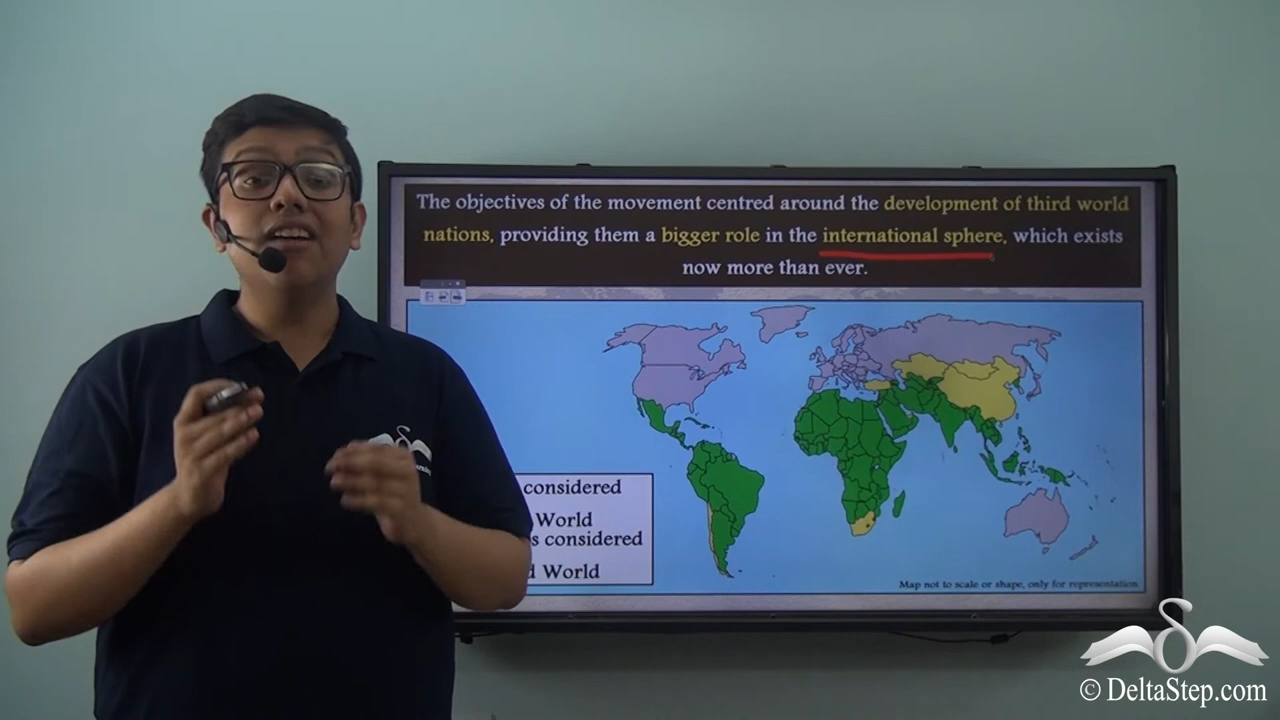 The objectives of the movement centred around the development of third world
nations, providing them a bigger role in the international sphere, which exists
now more than ever.
considered
World
s considered
World
Map not to scale or shape, only for representation
© DeltaStep.com